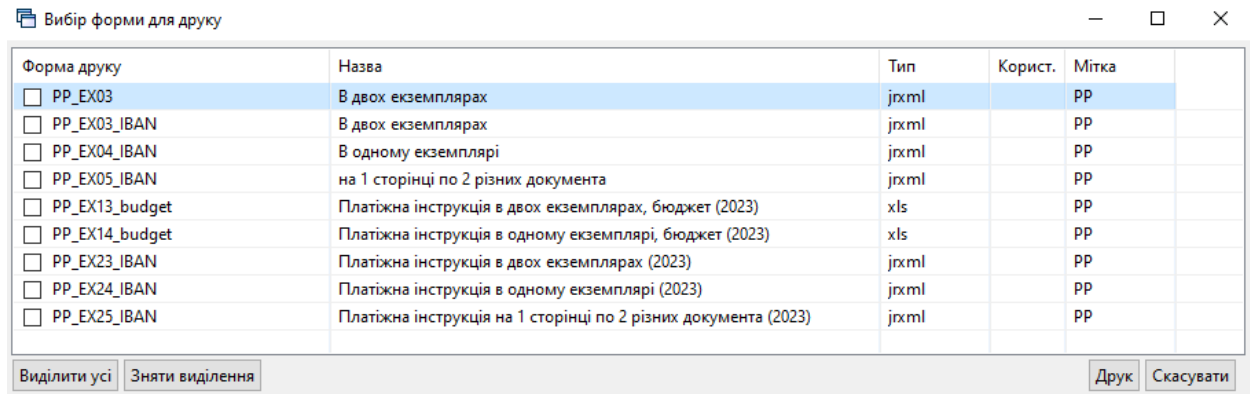 Вибір форми для друку
Форма друку Назва Тип Корист. Мітка
PP_EX03 В двох екземплярах jrxml PP
PP_EX03_IBAN В двох екземплярах jrxml PP
PP_EX04_IBAN В одному екземплярі jrxml PP
PP_EX05_IBAN на 1 сторінці по 2 різних документа jrxml PP
PP_EX13_budget Платіжна інструкція в двох екземплярах, бюджет (2023) xls PP
PP_EX14_budget Платіжна інструкція в одному екземплярі, бюджет (2023) xls PP
PP_EX23_IBAN Платіжна інструкція в двох екземплярах (2023) jrxml PP
PP_EX24_IBAN Платіжна інструкція в одному екземплярі (2023) jrxml PP
PP_EX25_IBAN Платіжна інструкція на 1 сторінці по 2 різних документа (2023) jrxml PP
Виділити усі Зняти виділення Друк Скасувати